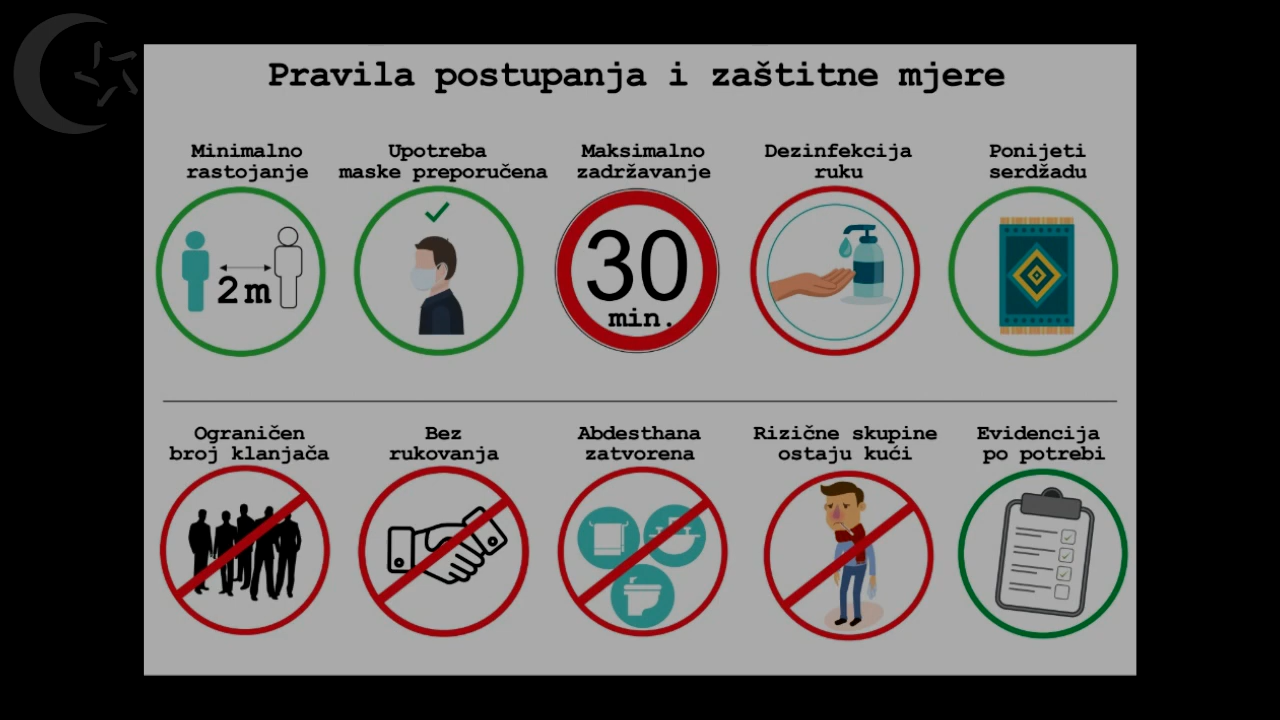 Pravila postupanja i zaštitne mjere
Minimalno
rastojanje
Upotreba
maske preporučena
Maksimalno
zadržavanje
Dezinfekcija
ruku
Ponijeti
serdžadu
2m
30
min.
Ograničen
broj klanjača
Bez
rukovanja
Abdesthana
zatvorena
Rizične skupine
ostaju kući
Evidencija
po potrebi